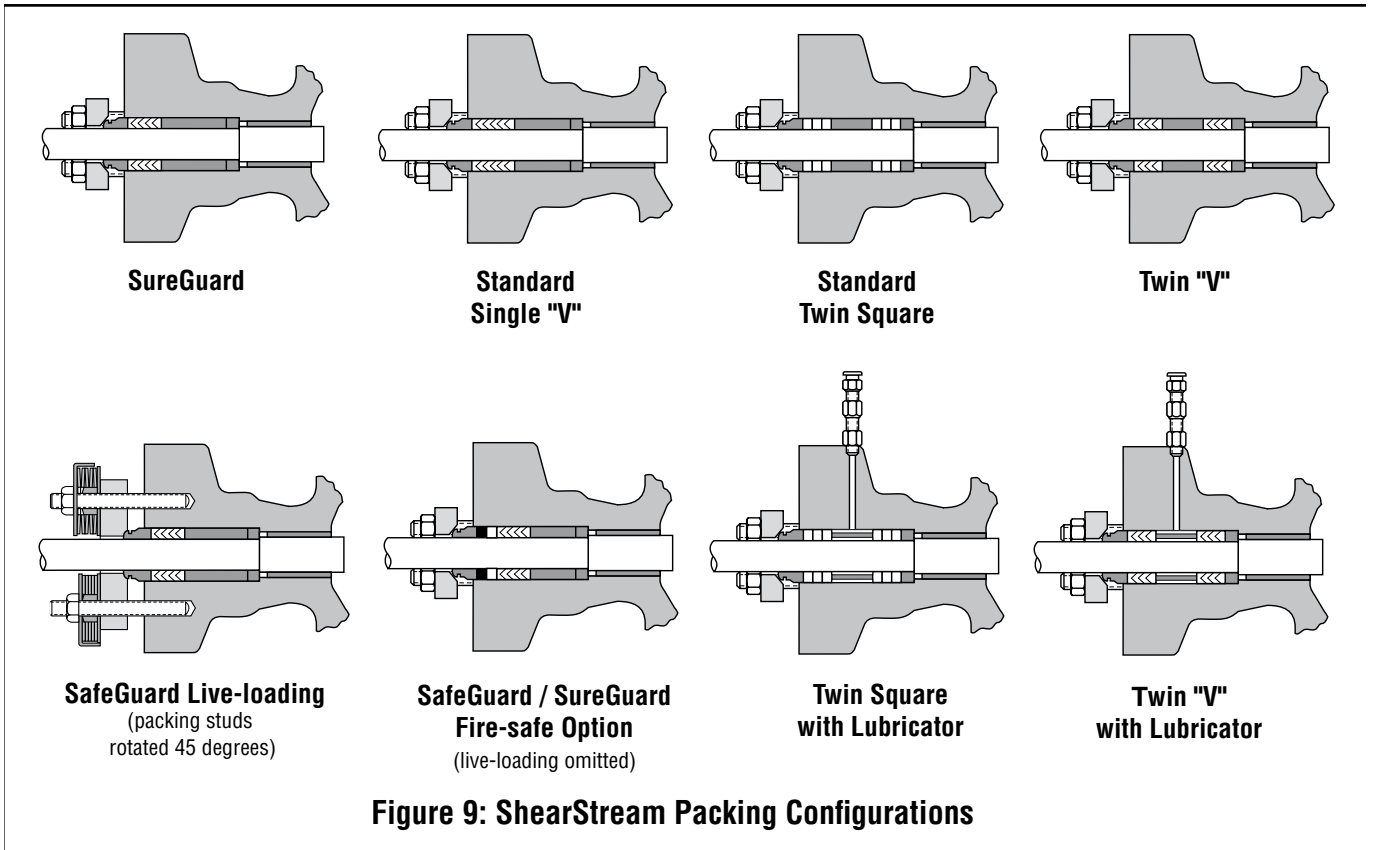 SureGuard
Standard
Single "V"
Standard
Twin Square
Twin "V"
SafeGuard Live-loading
(packing studs
rotated 45 degrees)
SafeGuard / SureGuard
Fire-safe Option
(live-loading omitted)
Twin Square
with Lubricator
Twin "V"
with Lubricator
Figure 9: ShearStream Packing Configurations